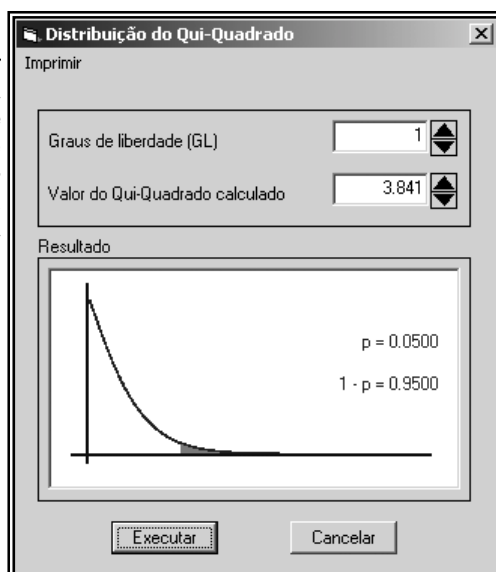 Distribuição do Qui-Quadrado
Imprimir
Graus de liberdade (GL)
1
Valor do Qui-Quadrado calculado
3.841
Resultado
p = 0.0500
1 - p = 0.9500
Executar
Cancelar